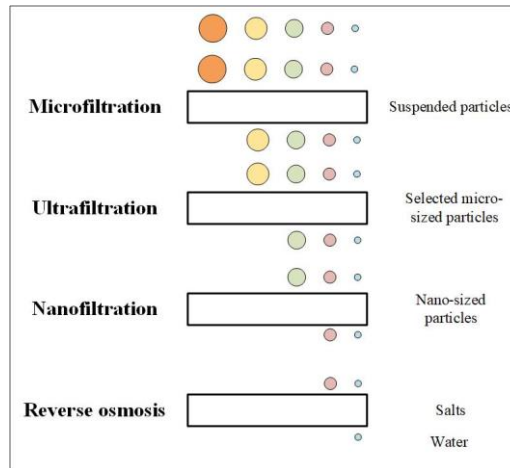 Microfiltration
Suspended particles
Ultrafiltration
Selected micro-
sized particles
Nanofiltration
Nano-sized
particles
Reverse osmosis
Salts
Water